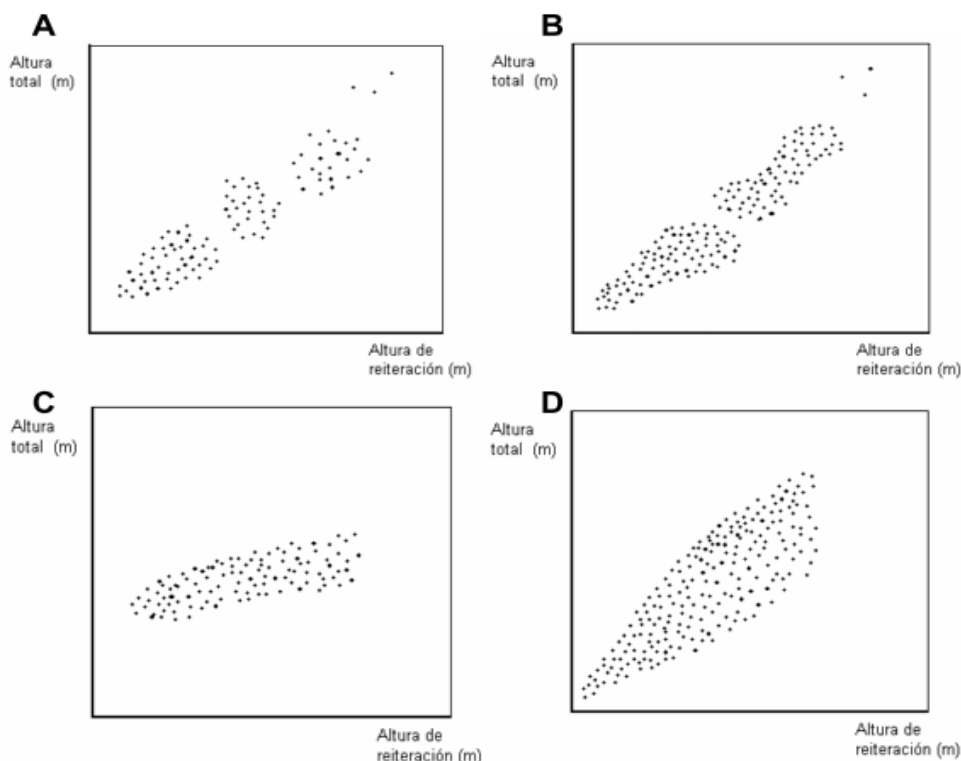 A
Altura
total (m)
Altura de
reiteración (m)
B
Altura
total (m)
Altura de
reiteración (m)
C
Altura
total (m)
Altura de
reiteración (m)
D
Altura
total (m)
Altura de
reiteración (m)